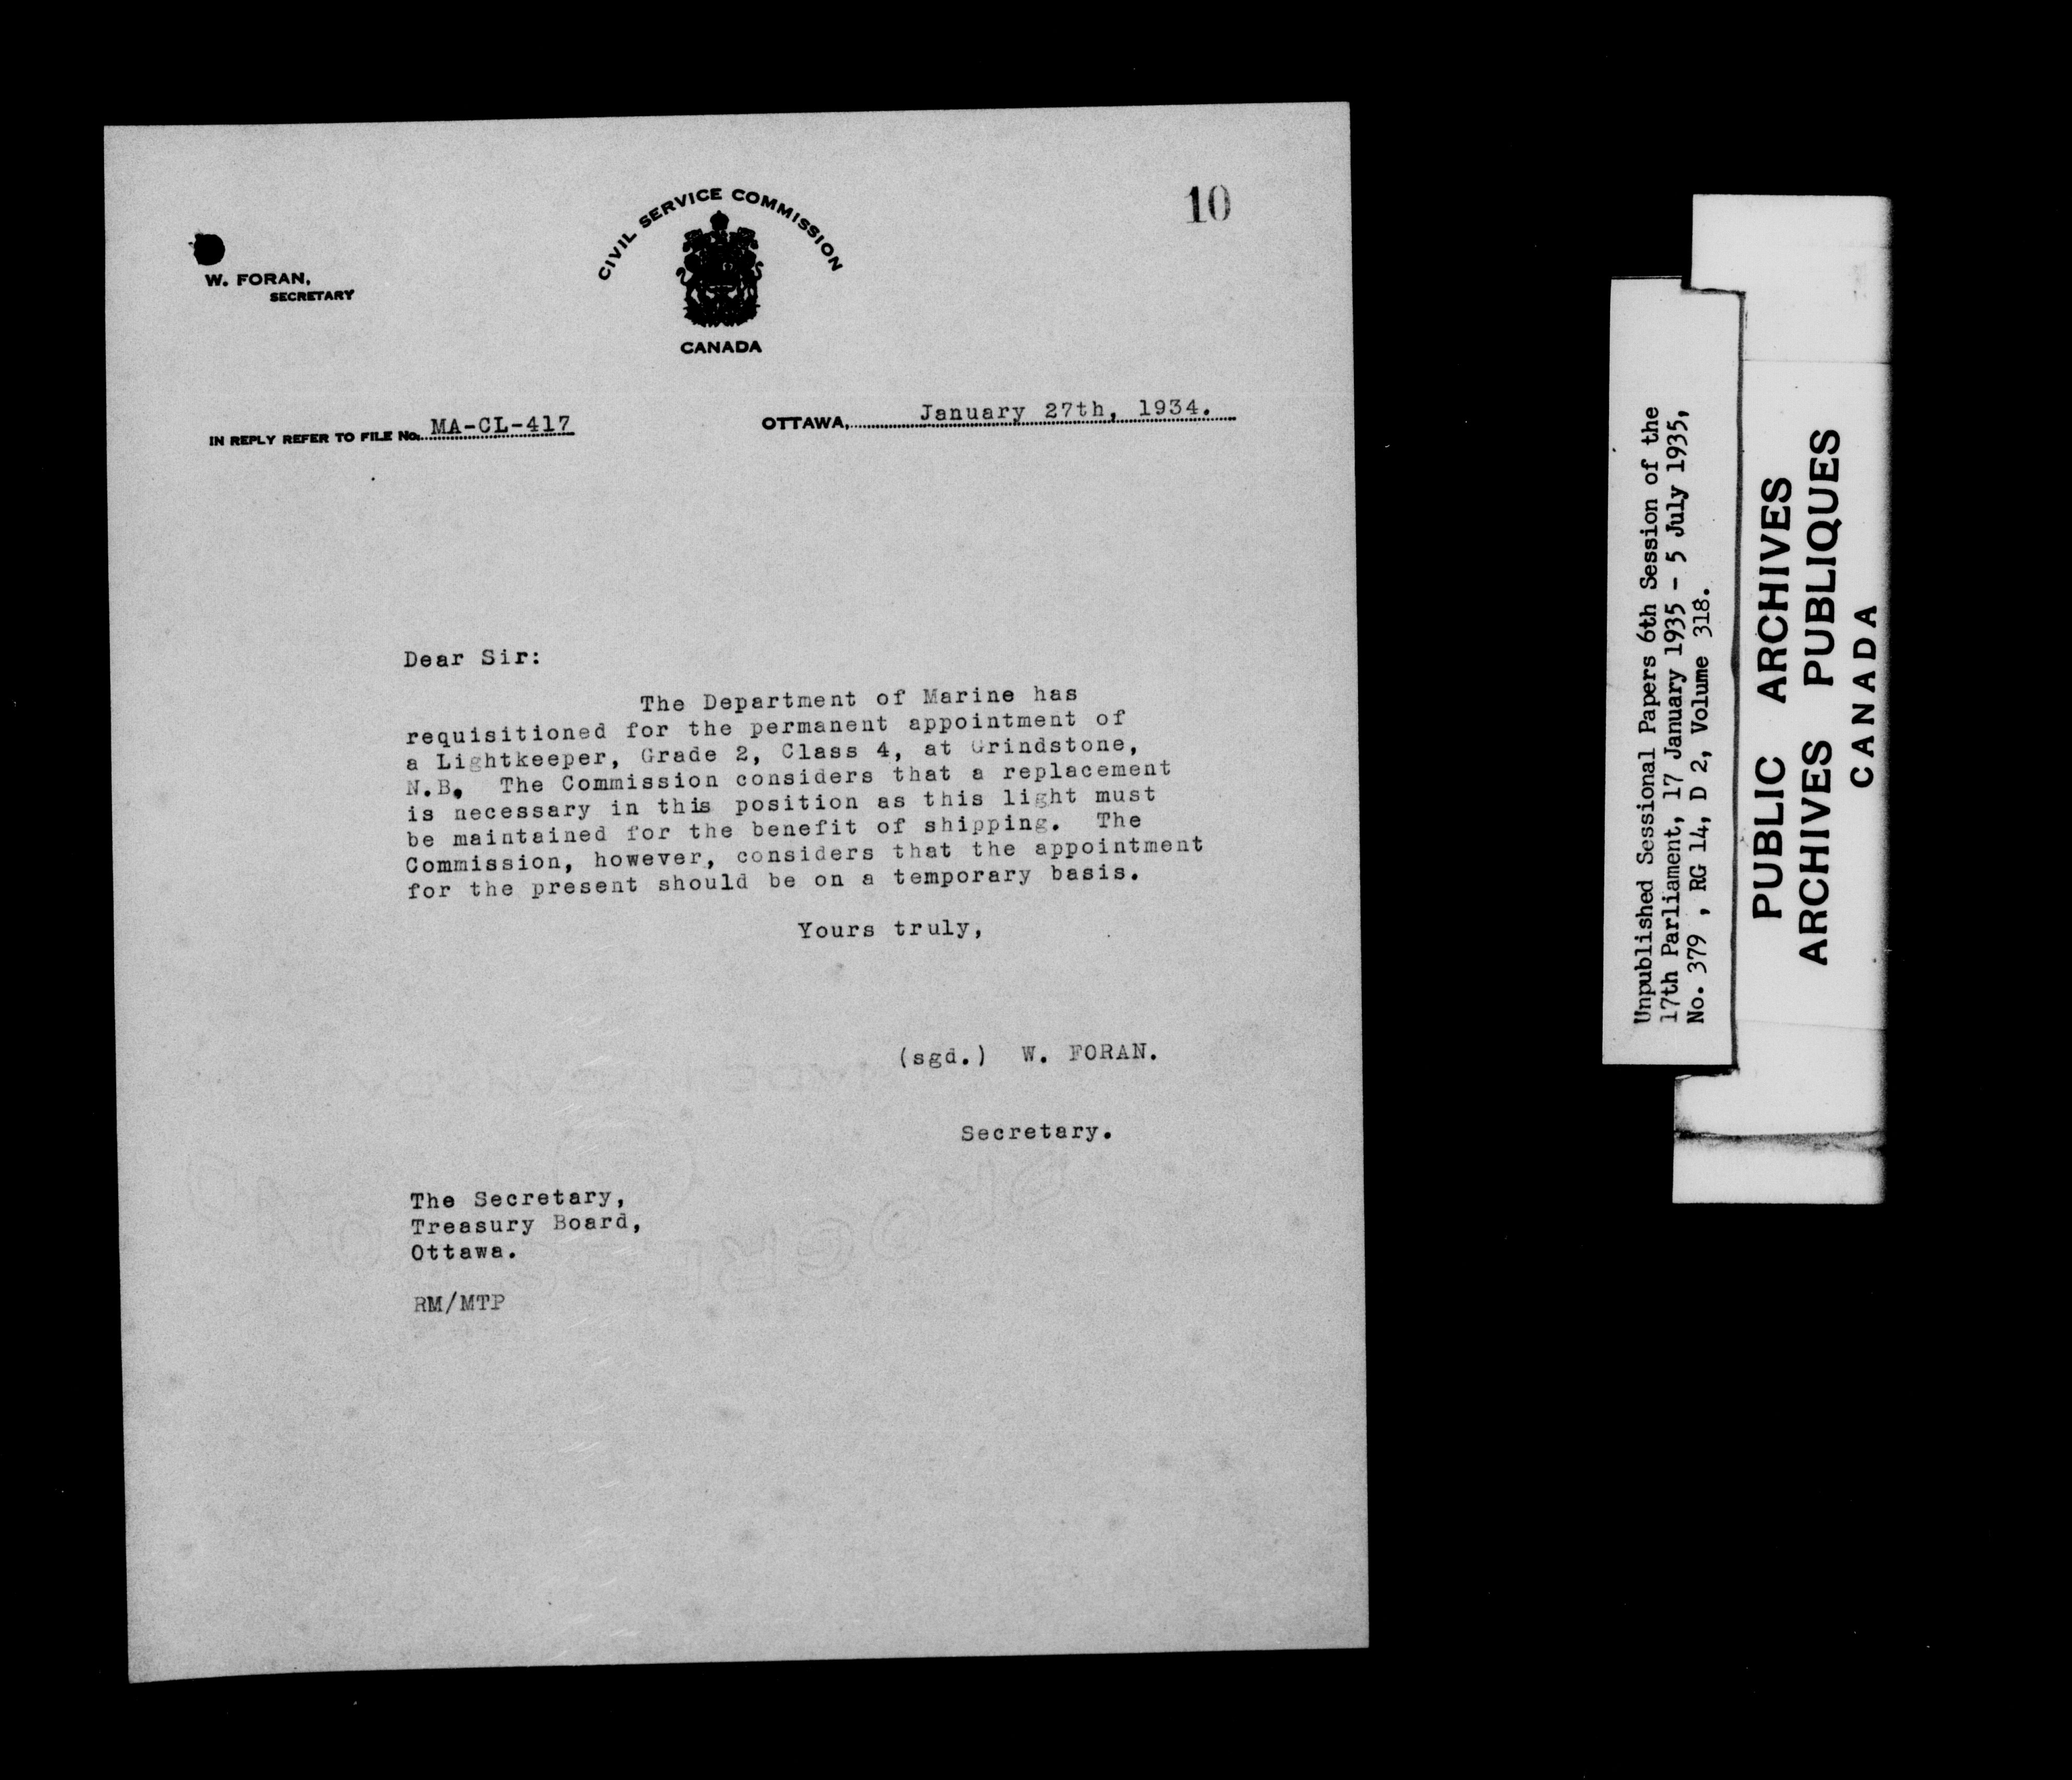 10
CIVIL SERVICE COMMISSION
CANADA
W. FORAN,
SECRETARY
IN REPLY REFER TO FILE No. MA-CL-417
OTTAWA, January 27th, 1934.
Dear Sir:
The Department of Marine has
requisitioned for the permanent appointment of
a Lightkeeper, Grade 2, Class 4, at Grindstone,
N.B. The Commission considers that a replacement
is necessary in this position as this light must
be maintained for the benefit of shipping. The
Commission, however, considers that the appointment
for the present should be on a temporary basis.
Yours truly,
(sgd.) W. FORAN.
Secretary.
The Secretary,
Treasury Board,
Ottawa.
RM/MTP
Unpublished Sessional Papers 6th Session of the
17th Parliament, 17 January 1935 - 5 July 1935,
No. 379 , RG 14, D 2, Volume 318.
PUBLIC ARCHIVES
ARCHIVES PUBLIQUES
CANADA